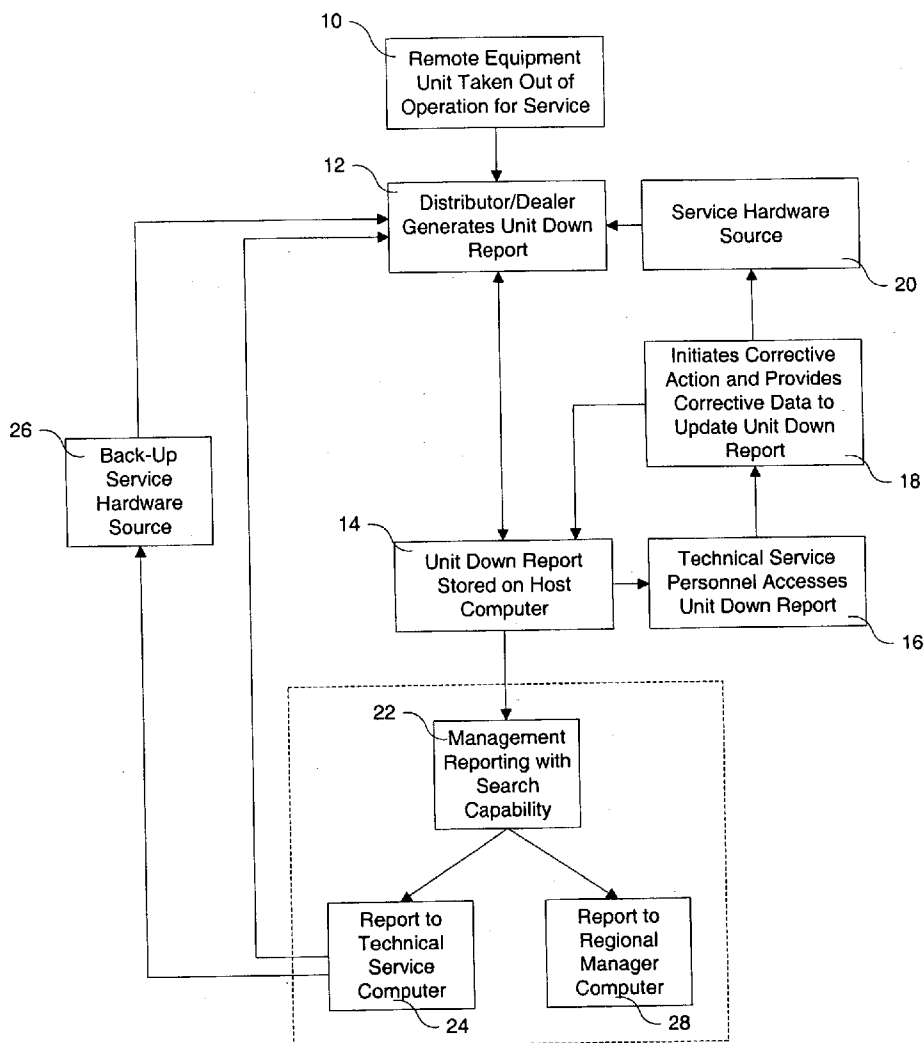 10
Remote Equipment
Unit Taken Out of
Operation for Service
12
Distributor/Dealer
Generates Unit Down
Report
Service Hardware
Source
20
Initiates Corrective
Action and Provides
Corrective Data to
Update Unit Down
Report
18
26
Back-Up
Service
Hardware
Source
14
Unit Down Report
Stored on Host
Computer
Technical Service
Personnel Accesses
Unit Down Report
16
22
Management
Reporting with
Search
Capability
Report to
Technical
Service
Computer
24
Report to
Regional
Manager
Computer
28